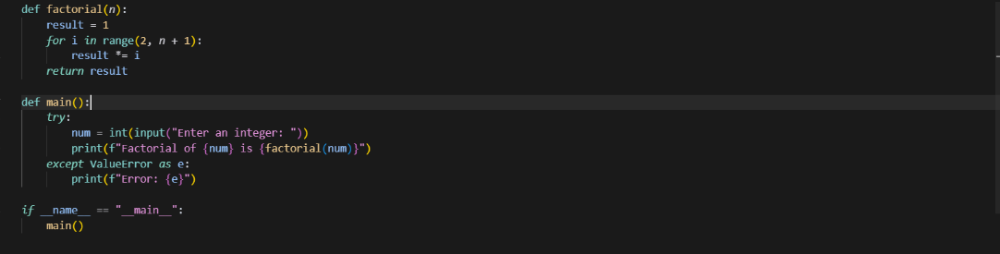 def factorial(n):
    result = 1
    for i in range(2, n + 1):
        result *= i
    return result

def main():
    try:
        num = int(input("Enter an integer: "))
        print(f"Factorial of {num} is {factorial(num)}")
    except ValueError as e:
        print(f"Error: {e}")

if __name__ == "__main__":
    main()